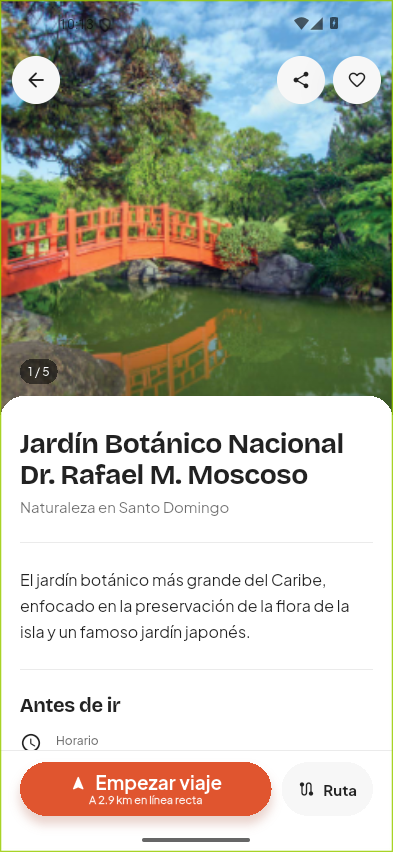 1 / 5
Jardín Botánico Nacional
Dr. Rafael M. Moscoso
Naturaleza en Santo Domingo
El jardín botánico más grande del Caribe,
enfocado en la preservación de la flora de la
isla y un famoso jardín japonés.
Antes de ir
Horario
Empezar viaje
A 2.9 km en línea recta
Ruta